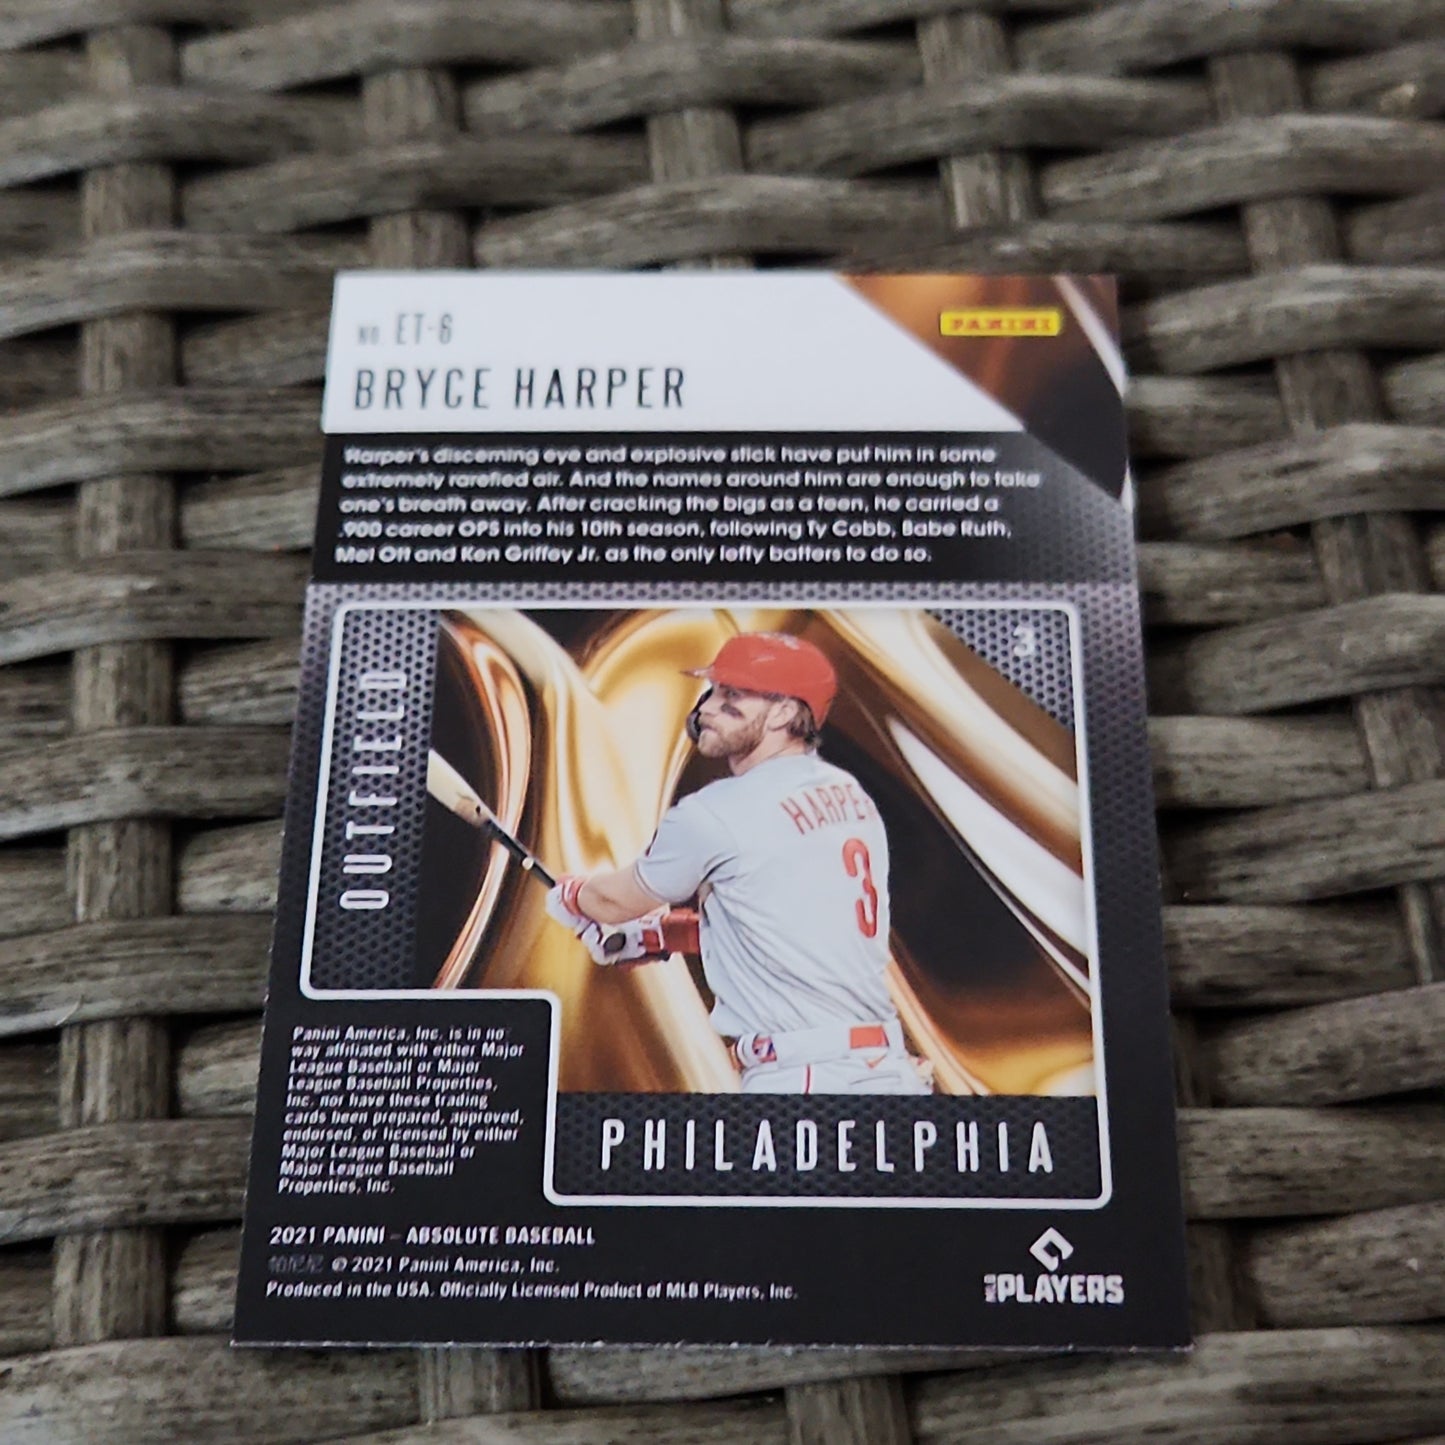 NO. ET-6
PANINI
BRYCE HARPER
Harper's discerning eye and explosive stick have put him in some
extremely rarefied air. And the names around him are enough to take
one's breath away. After cracking the bigs as a teen, he carried a
.900 career OPS into his 10th season, following Ty Cobb, Babe Ruth,
Mel Ott and Ken Griffey Jr. as the only lefty batters to do so.
3
OUTFIELD
HARPER
3
Panini America, Inc. is in no
way affiliated with either Major
League Baseball or Major
League Baseball Properties,
Inc. nor have these trading
cards been prepared, approved,
endorsed, or licensed by either
Major League Baseball or
Major League Baseball
Properties, Inc.
PHILADELPHIA
2021 PANINI – ABSOLUTE BASEBALL
帕尼尼 © 2021 Panini America, Inc.
Produced in the USA. Officially Licensed Product of MLB Players, Inc.
MLB PLAYERS